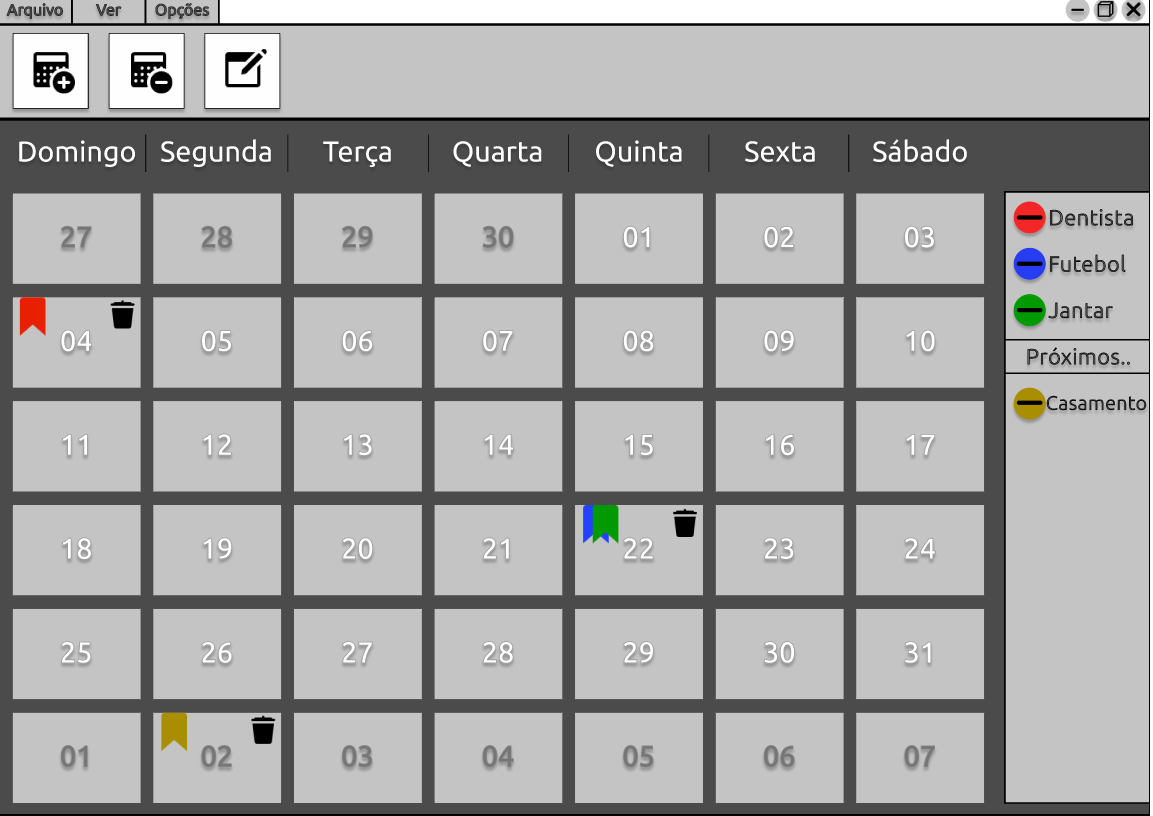 Arquivo Ver Opções
Domingo Segunda Terça Quarta Quinta Sexta Sábado
27 28 29 30 01 02 03
04 05 06 07 08 09 10
11 12 13 14 15 16 17
18 19 20 21 22 23 24
25 26 27 28 29 30 31
01 02 03 04 05 06 07
Dentista
Futebol
Jantar
Próximos..
Casamento